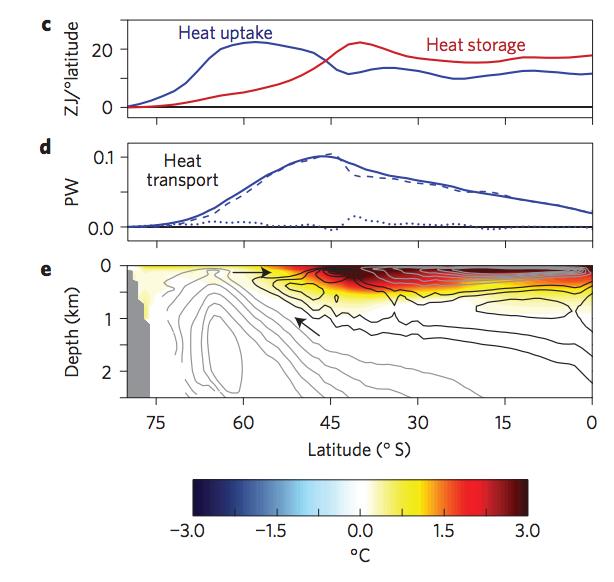 c
Heat uptake
Heat storage
ZJ/°latitude
20
0
d
Heat
transport
PW
0.1
0.0
e
Depth (km)
0
1
2
75 60 45 30 15 0
Latitude (° S)
−3.0 −1.5 0.0 1.5 3.0
°C